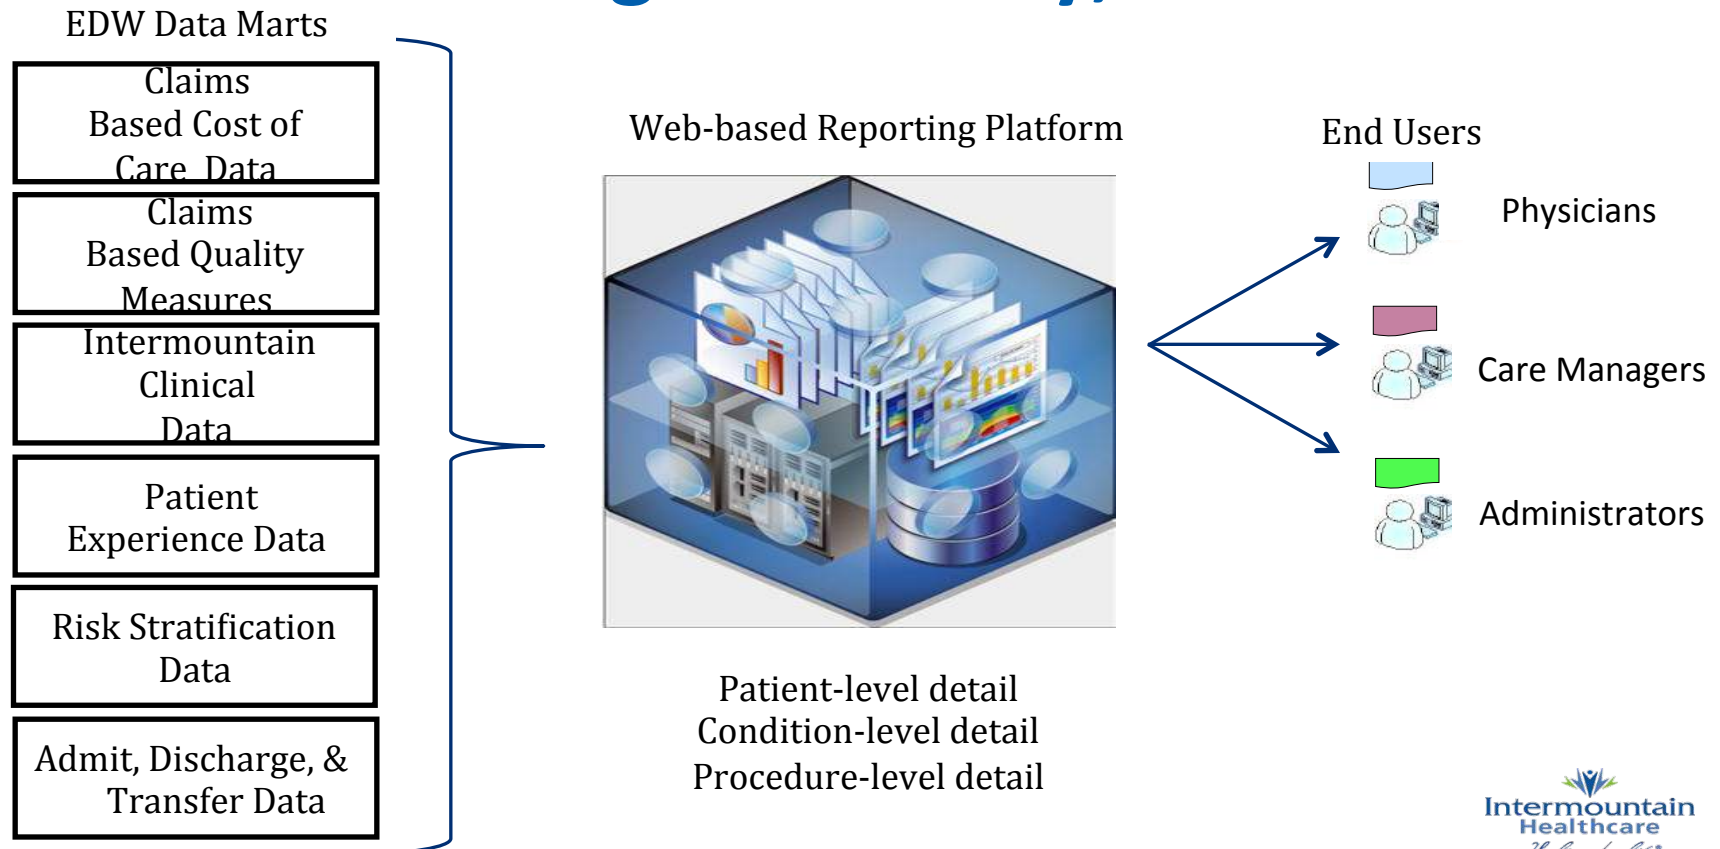 EDW Data Marts
Claims
Based Cost of
Care Data
Claims
Based Quality
Measures
Intermountain
Clinical
Data
Patient
Experience Data
Risk Stratification
Data
Admit, Discharge, &
Transfer Data
Web-based Reporting Platform
Patient-level detail
Condition-level detail
Procedure-level detail
End Users
Physicians
Care Managers
Administrators
Intermountain
Healthcare